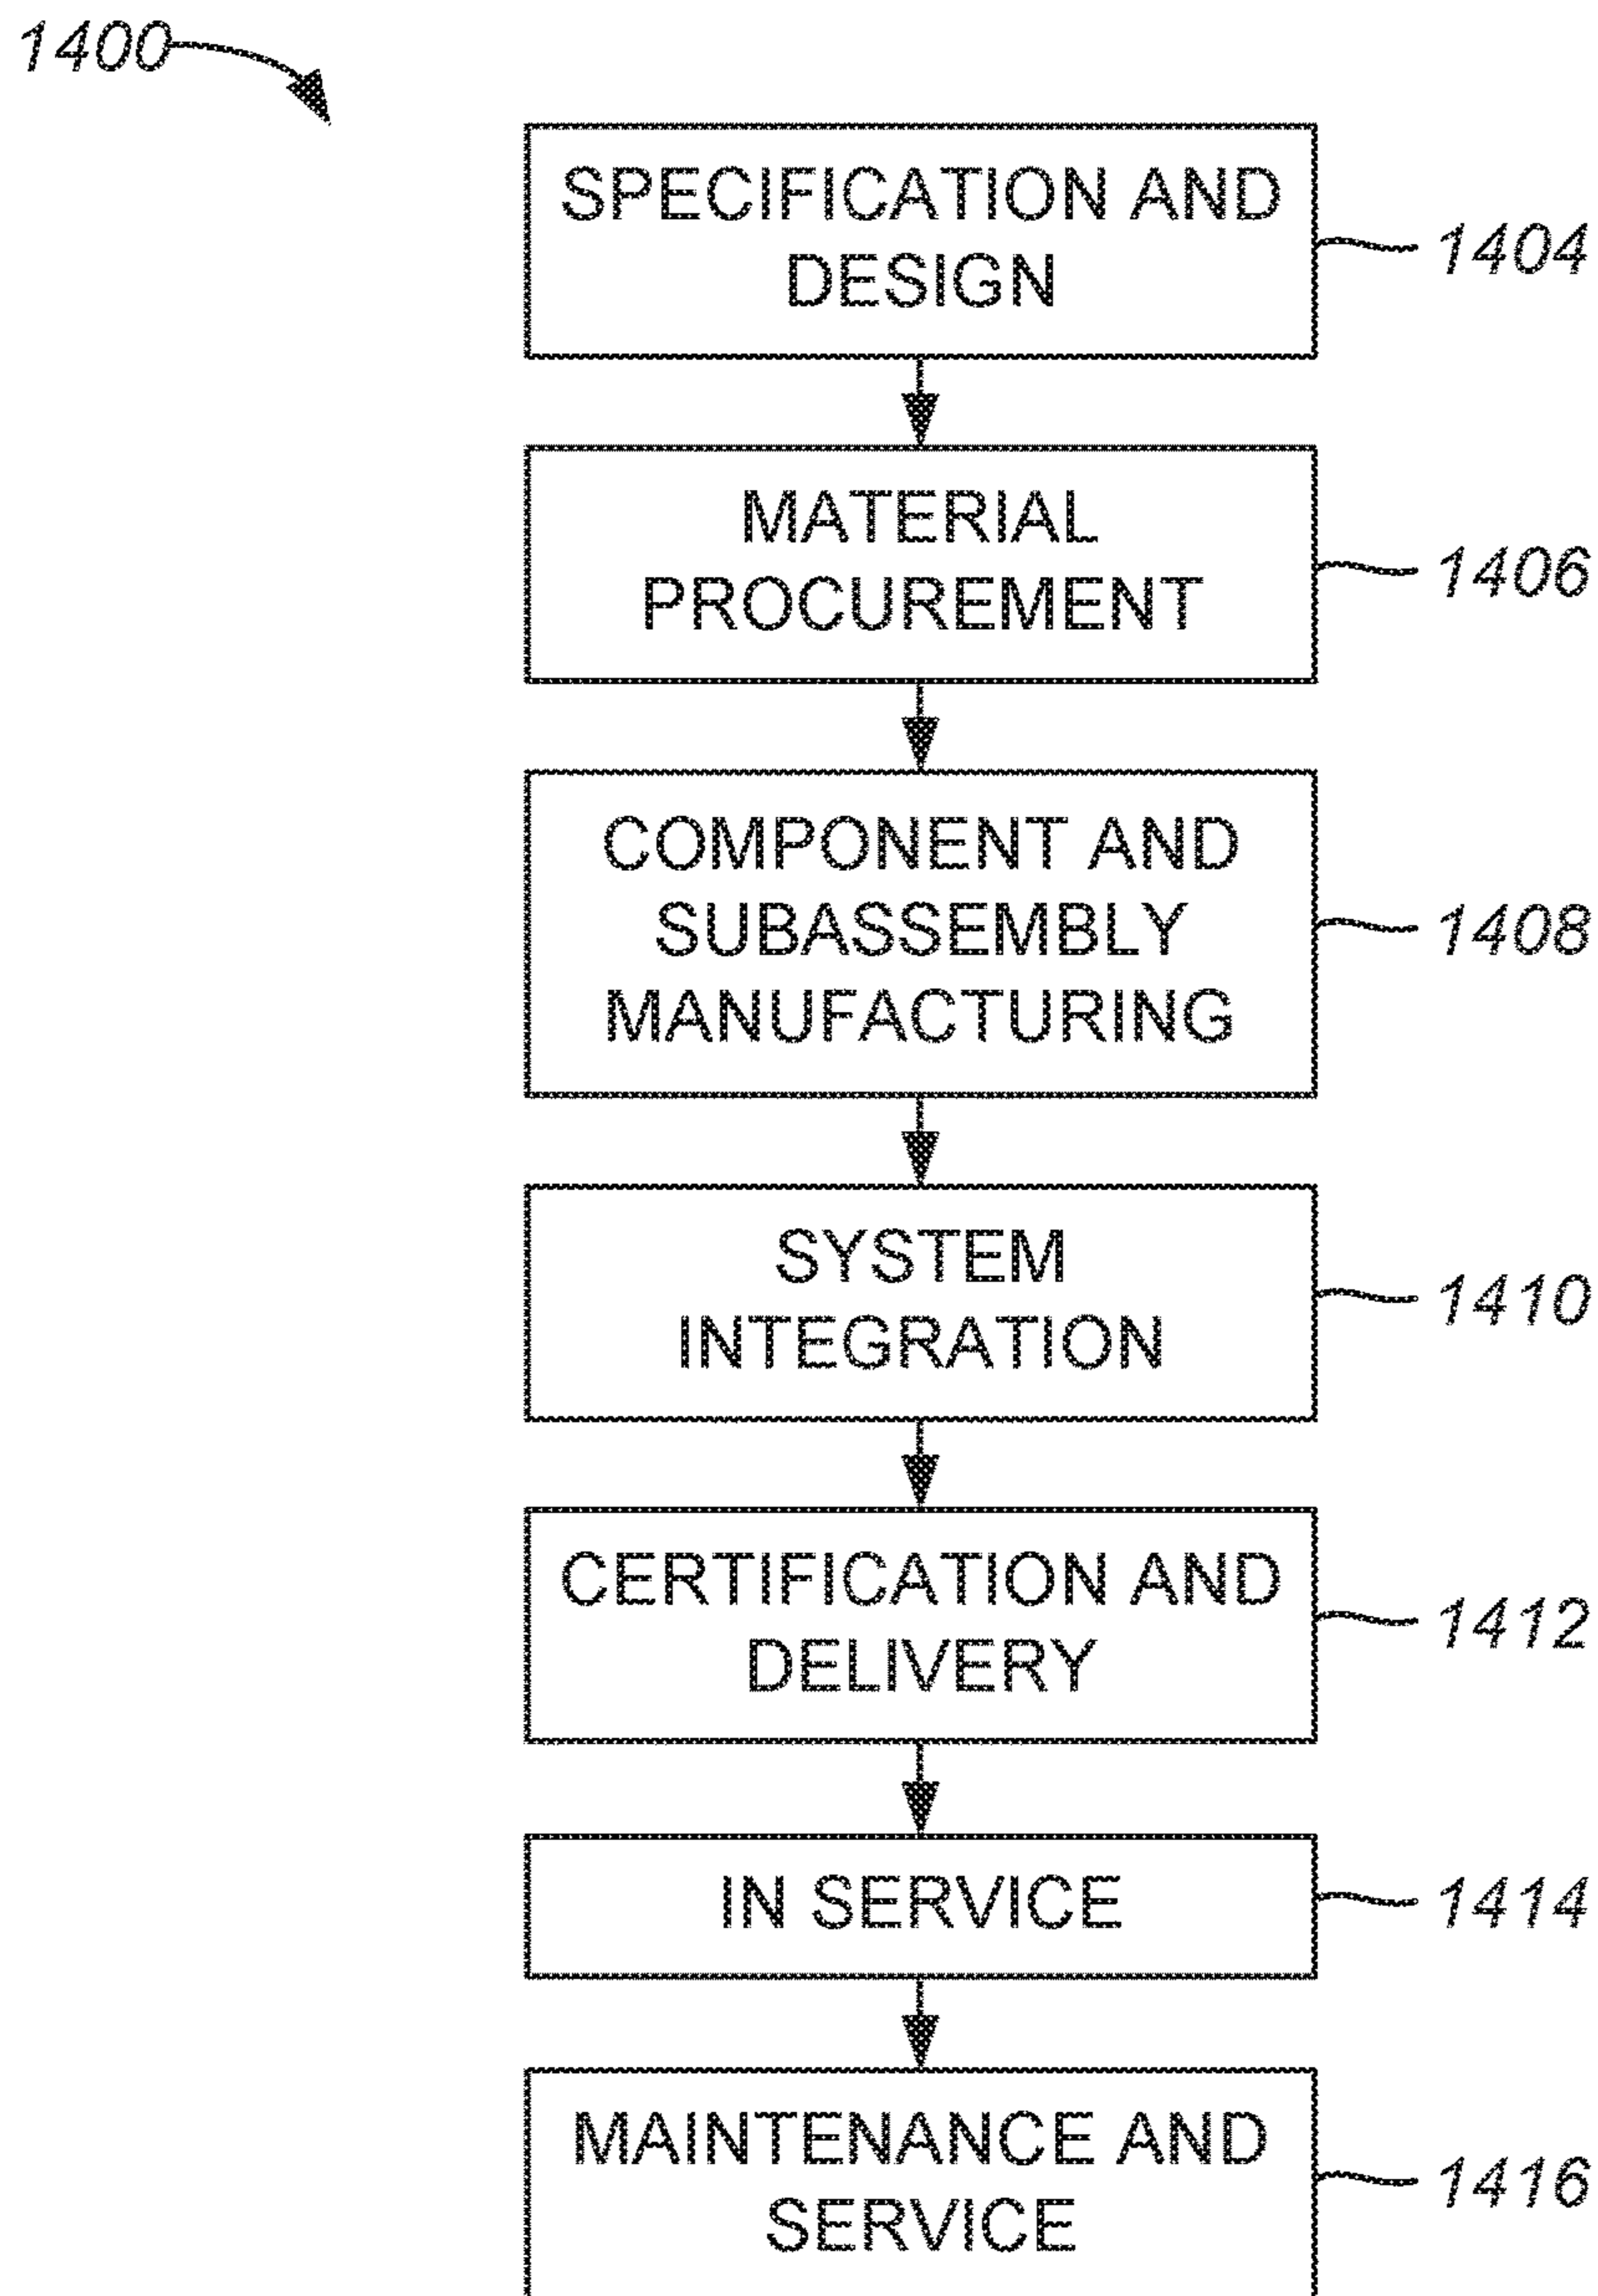 1400
SPECIFICATION AND
DESIGN
1404
MATERIAL
PROCUREMENT
1406
COMPONENT AND
SUBASSEMBLY
MANUFACTURING
1408
SYSTEM
INTEGRATION
1410
CERTIFICATION AND
DELIVERY
1412
IN SERVICE
1414
MAINTENANCE AND
SERVICE
1416